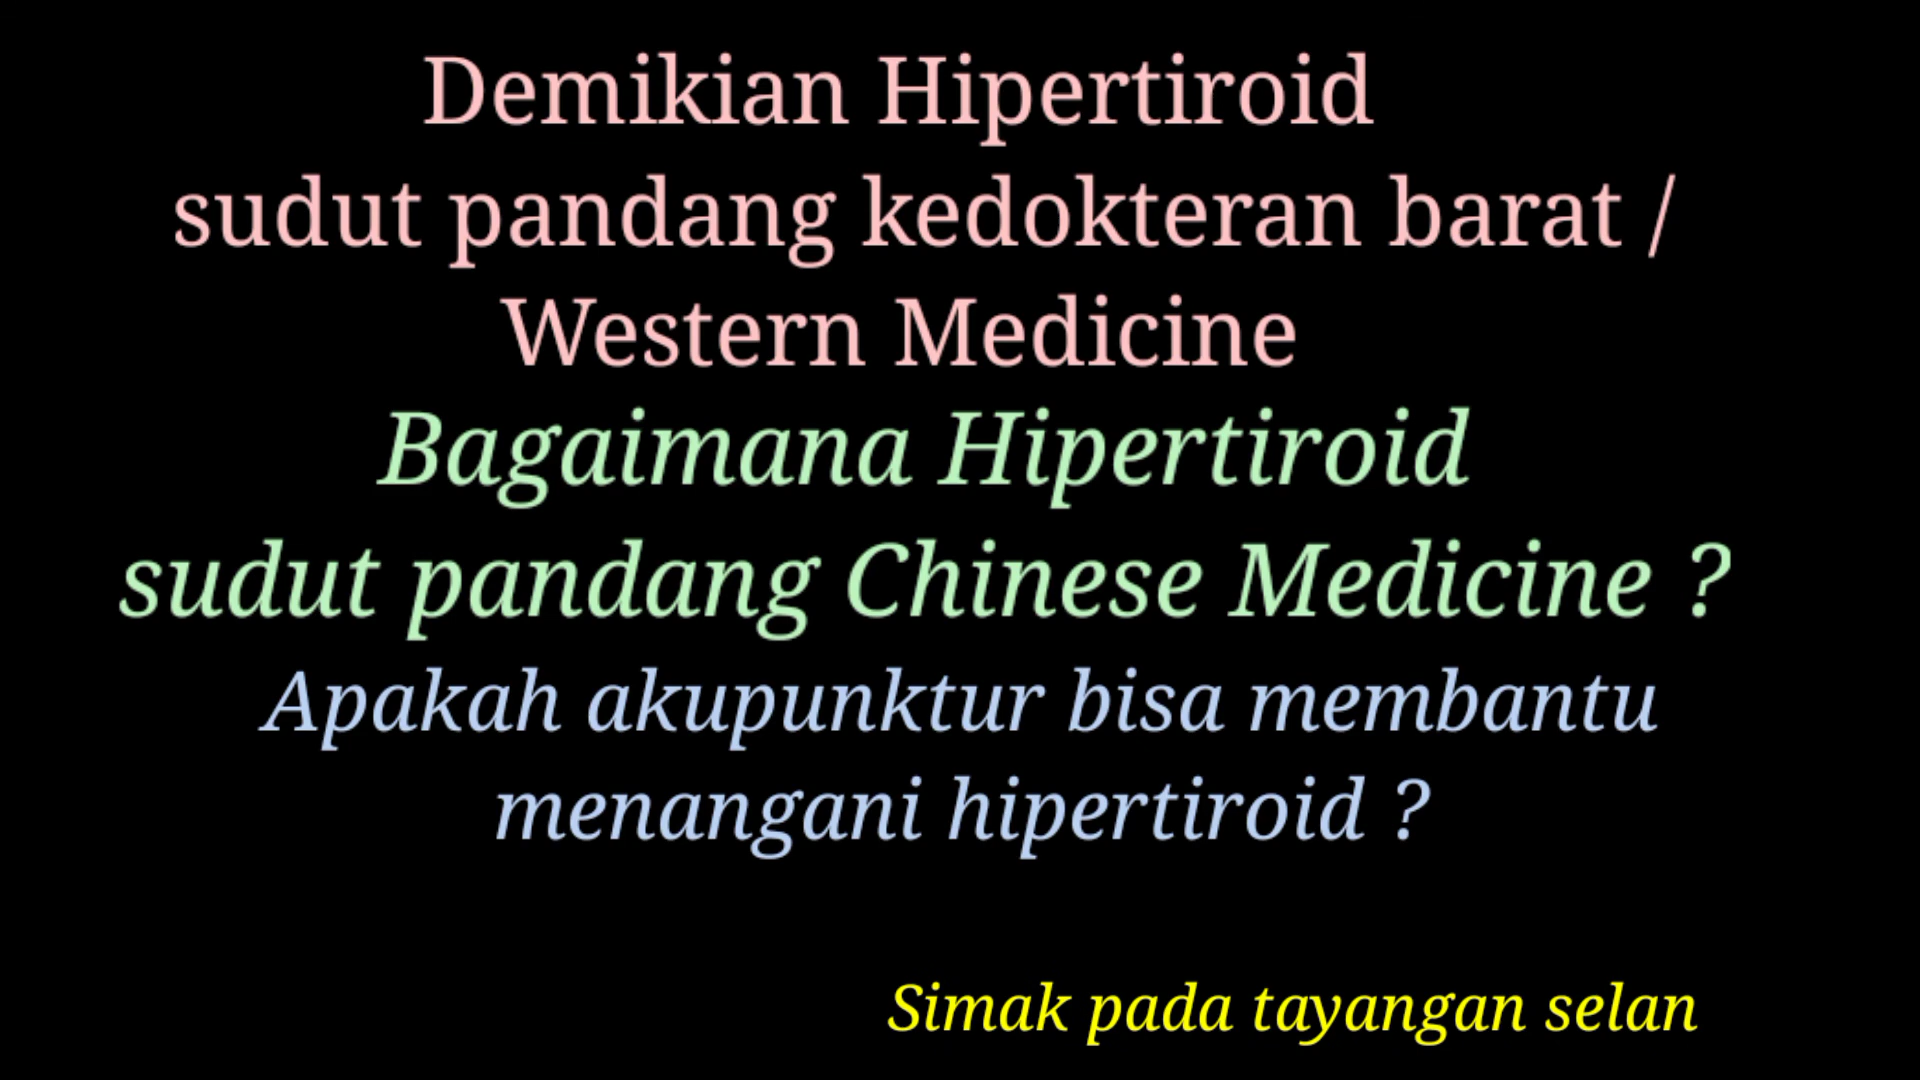 Demikian Hipertiroid
sudut pandang kedokteran barat /
Western Medicine
Bagaimana Hipertiroid
sudut pandang Chinese Medicine ?
Apakah akupunktur bisa membantu
menangani hipertiroid ?
Simak pada tayangan selan